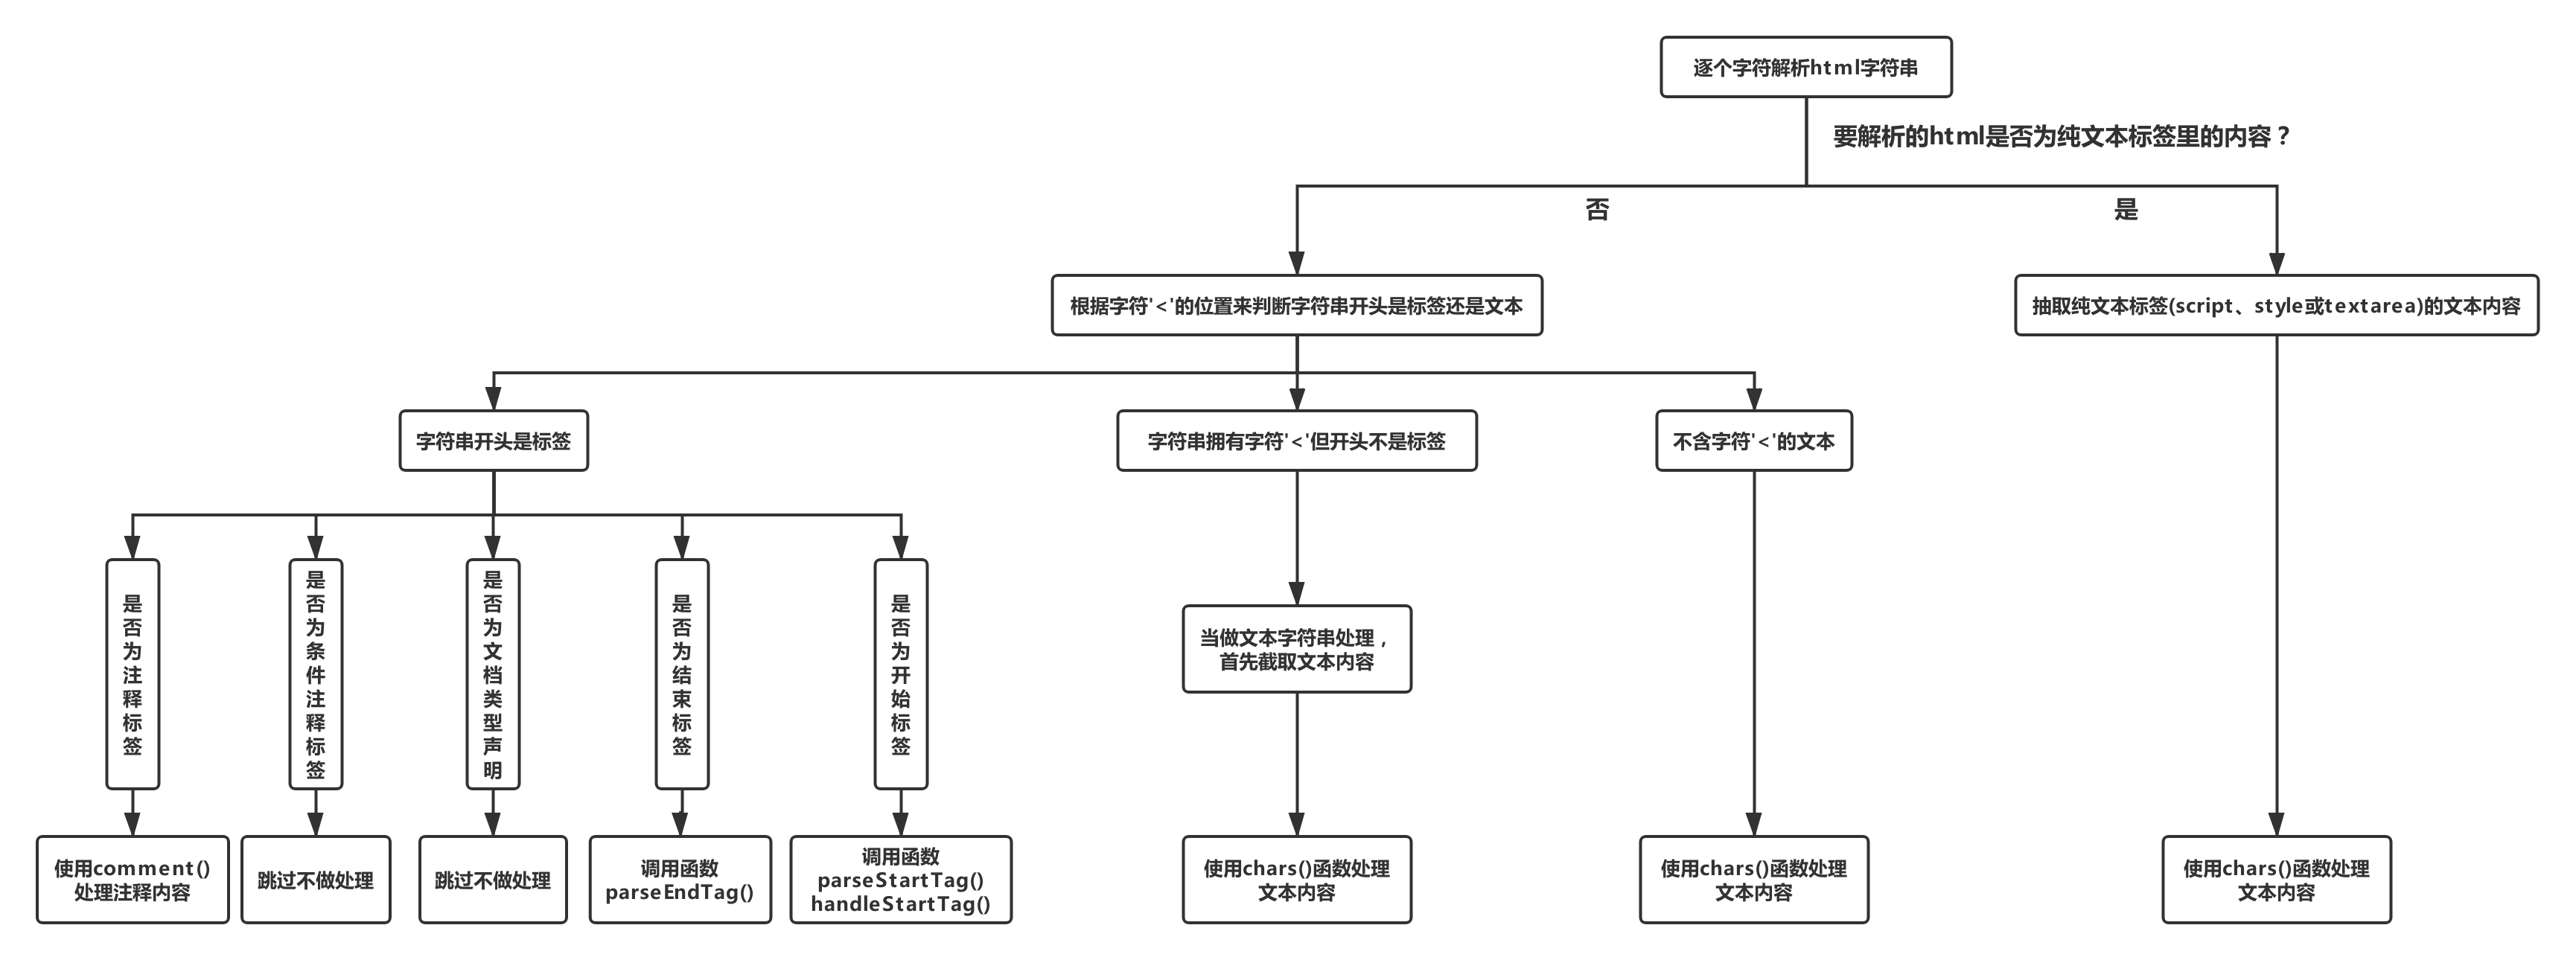 逐个字符解析html字符串
要解析的html是否为纯文本标签里的内容？
否
是
根据字符'<'的位置来判断字符串开头是标签还是文本
抽取纯文本标签(script、style或textarea)的文本内容
字符串开头是标签
字符串拥有字符'<'但开头不是标签
不含字符'<'的文本
是否为注释标签
是否为条件注释标签
是否为文档类型声明
是否为结束标签
是否为开始标签
当做文本字符串处理，
首先截取文本内容
使用comment()
处理注释内容
跳过不做处理
跳过不做处理
调用函数
parseEndTag()
调用函数
parseStartTag()
handleStartTag()
使用chars()函数处理
文本内容
使用chars()函数处理
文本内容
使用chars()函数处理
文本内容